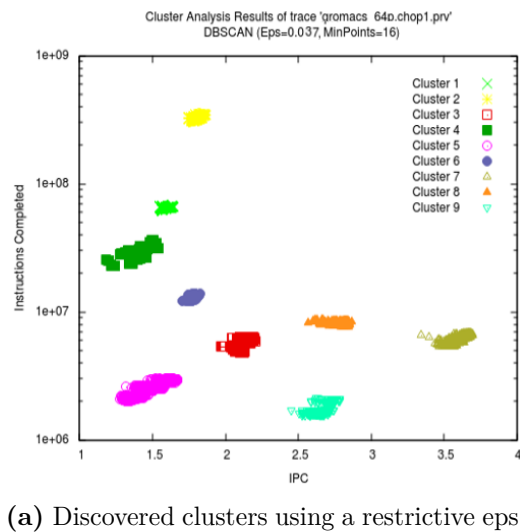 Cluster Analysis Results of trace 'gromacs_64p.chop1.prv'
DBSCAN (Eps=0.037, MinPoints=16)
1e+09
1e+08
1e+07
1e+06
Instructions Completed
Cluster 1
Cluster 2
Cluster 3
Cluster 4
Cluster 5
Cluster 6
Cluster 7
Cluster 8
Cluster 9
1
1.5
2
2.5
3
3.5
4
IPC
(a) Discovered clusters using a restrictive eps